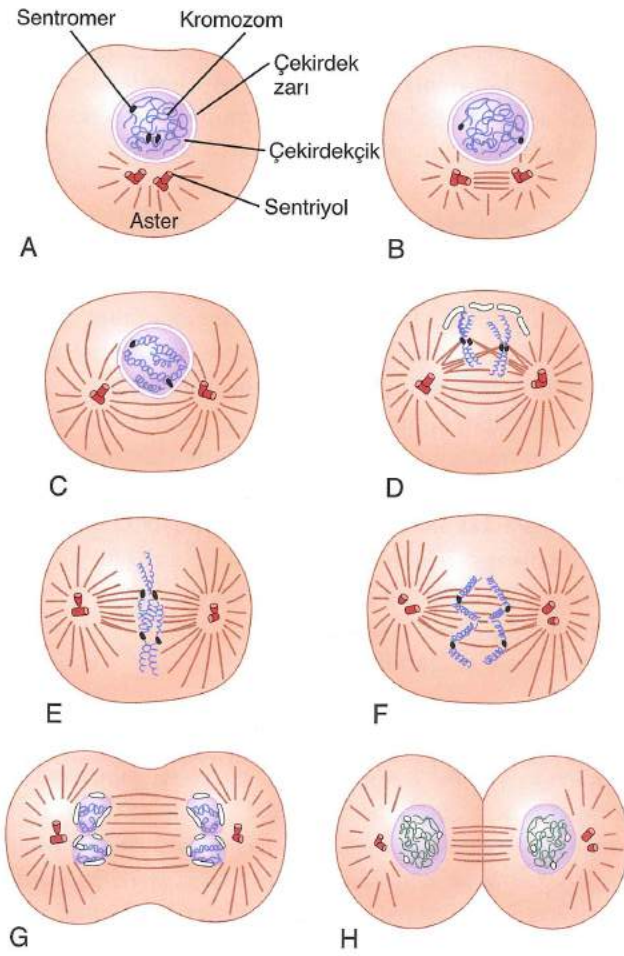 Sentromer
Kromozom
Çekirdek
zarı
Çekirdekçik
Sentriyol
Aster
A
B
C
D
E
F
G
H